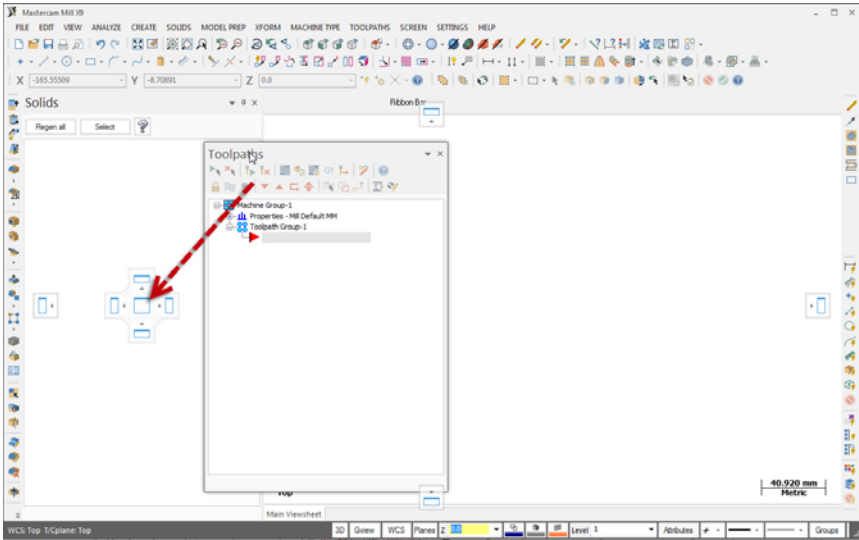 Mastercam Mill X9
FILE EDIT VIEW ANALYZE CREATE SOLIDS MODEL PREP XFORM MACHINE TYPE TOOLPATHS SCREEN SETTINGS HELP
X -165.55509 Y -8.70891 Z 0.0
Solids
Ribbon Bar
Regen all Select
Toolpaths
G1
Machine Group-1
Properties - Mill Default MM
Toolpath Group-1
40.920 mm
Metric
Top
Main Viewsheet
WCS: Top T/Cplane: Top
3D Gview WCS Planes Z 0.0 Level 1 Attributes Groups